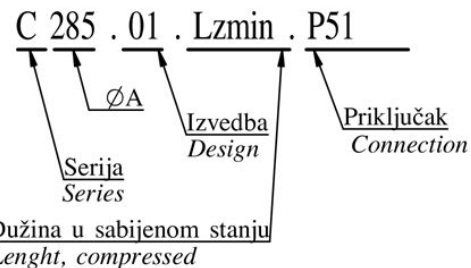 C 285 . 01 . Lzmin . P51
ØA
Izvedba
Design
Priključak
Connection
Serija
Series
Dužina u sabijenom stanju
Lenght, compressed